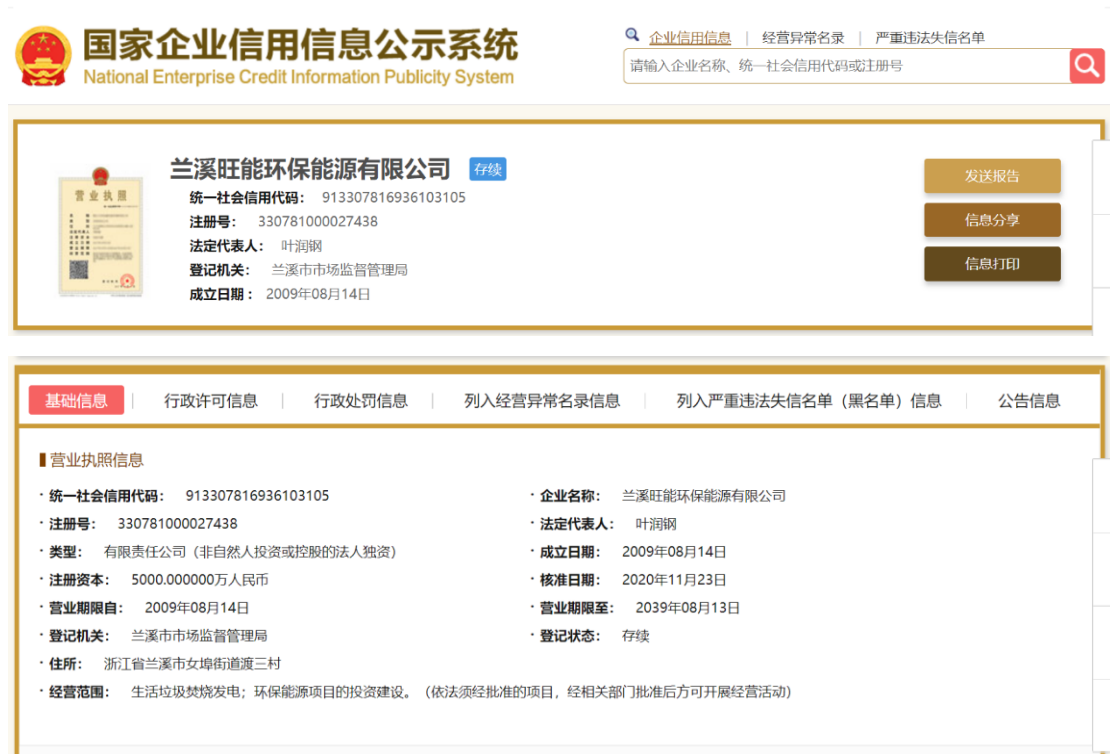 国家企业信用信息公示系统
National Enterprise Credit Information Publicity System
企业信用信息 | 经营异常名录 | 严重违法失信名单
请输入企业名称、统一社会信用代码或注册号
兰溪旺能环保能源有限公司 存续
统一社会信用代码： 913307816936103105
注册号： 330781000027438
法定代表人： 叶润钢
登记机关： 兰溪市市场监督管理局
成立日期： 2009年08月14日
营业执照
发送报告
信息分享
信息打印
基础信息 | 行政许可信息 | 行政处罚信息 | 列入经营异常名录信息 | 列入严重违法失信名单（黑名单）信息 | 公告信息
营业执照信息
· 统一社会信用代码： 913307816936103105 · 企业名称： 兰溪旺能环保能源有限公司
· 注册号： 330781000027438 · 法定代表人： 叶润钢
· 类型： 有限责任公司（非自然人投资或控股的法人独资） · 成立日期： 2009年08月14日
· 注册资本： 5000.000000万人民币 · 核准日期： 2020年11月23日
· 营业期限自： 2009年08月14日 · 营业期限至： 2039年08月13日
· 登记机关： 兰溪市市场监督管理局 · 登记状态： 存续
· 住所： 浙江省兰溪市女埠街道渡三村
· 经营范围： 生活垃圾焚烧发电；环保能源项目的投资建设。（依法须经批准的项目，经相关部门批准后方可开展经营活动）